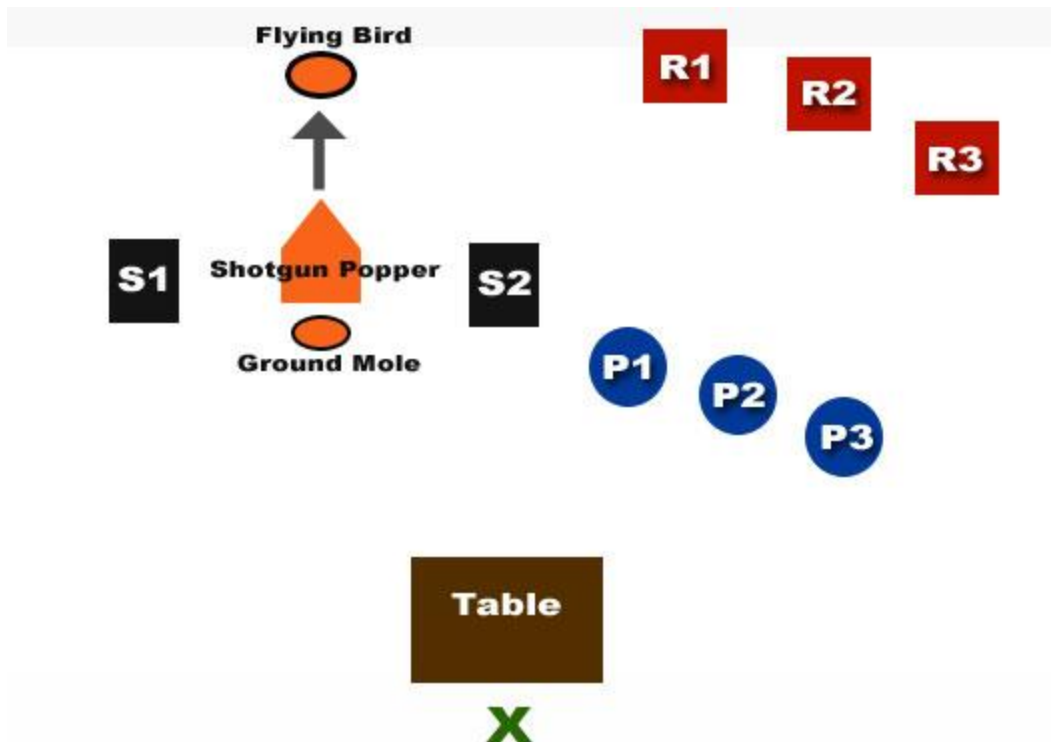 Flying Bird
R1
R2
R3
S1
Shotgun Popper
S2
Ground Mole
P1
P2
P3
Table
X